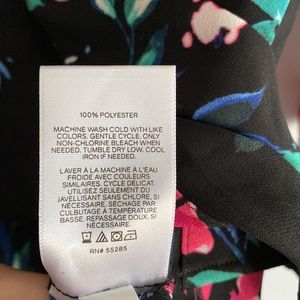 100% POLYESTER
MACHINE WASH COLD WITH LIKE
COLORS. GENTLE CYCLE. ONLY
NON-CHLORINE BLEACH WHEN
NEEDED. TUMBLE DRY LOW. COOL
IRON IF NEEDED.
LAVER À LA MACHINE À L'EAU
FROIDE AVEC COULEURS
SIMILAIRES. CYCLE DÉLICAT.
UTILISER SEULEMENT DU
JAVELLISANT SANS CHLORE, SI
NÉCESSAIRE. SÉCHAGE PAR
CULBUTAGE À TEMPÉRATURE
BASSE. REPASSAGE DOUX, SI
NÉCESSAIRE.
RN# 55285